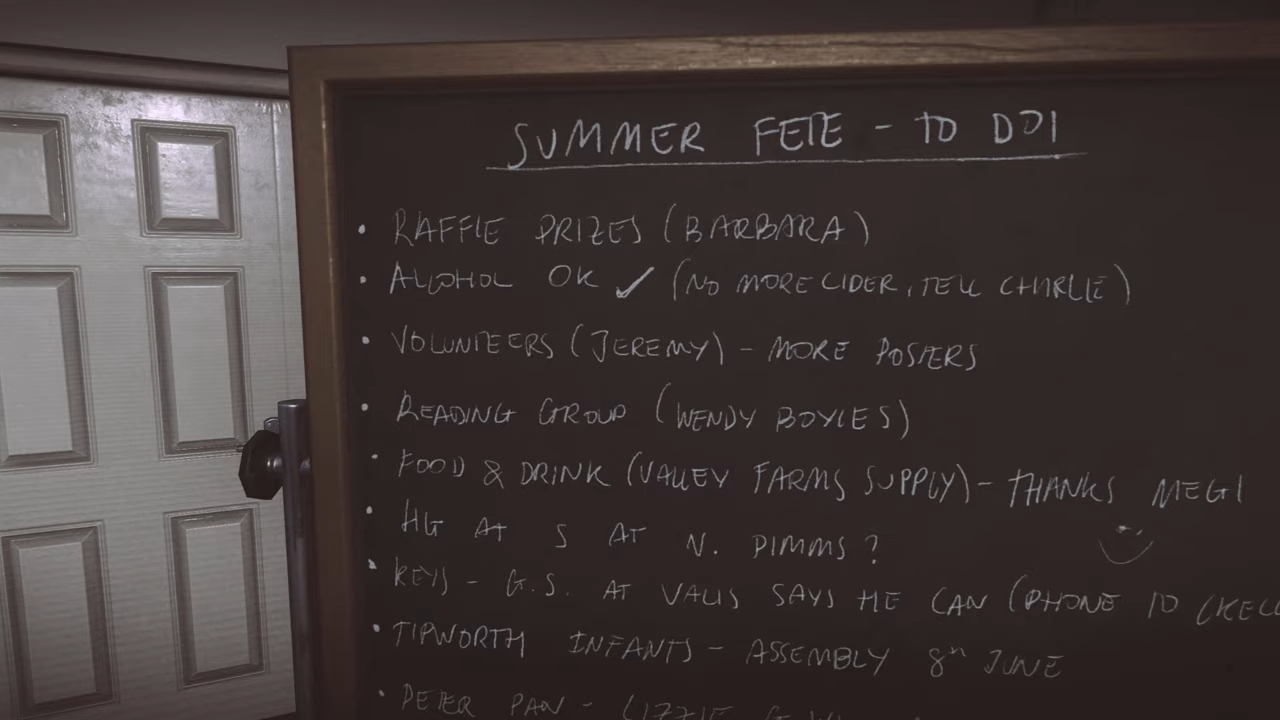 SUMMER FETE - TO DO!
• RAFFLE PRIZES (BARBARA)
• ALCOHOL OK ✓ (NO MORE CIDER, TELL CHARLIE)
• VOLUNTEERS (JEREMY) - MORE POSTERS
• READING GROUP (WENDY BOYLES)
• FOOD & DRINK (VALLEY FARMS SUPPLY) - THANKS MEG!
• HG AT S AT N. PIMMS?
• KEYS - G.S. AT VALIS SAYS HE CAN (PHONE TO
• TIPWORTH INFANTS - ASSEMBLY 8TH JUNE
• PETER PAN - LIZZIE